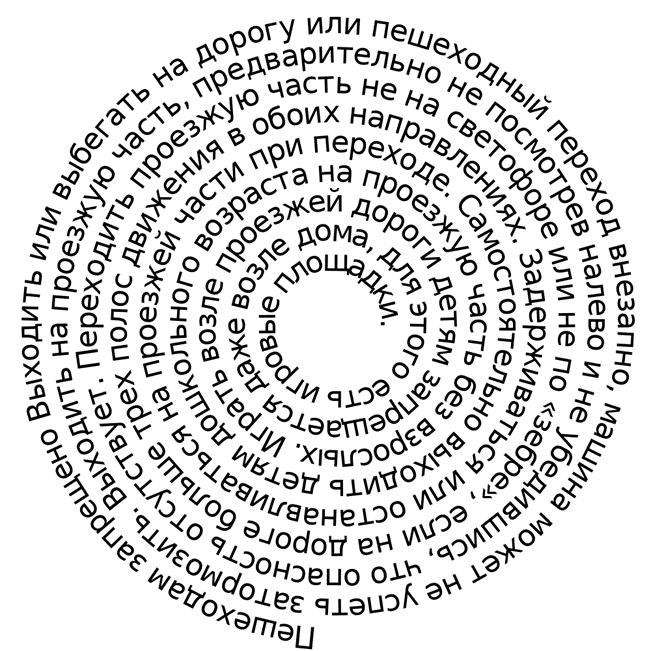 Пешеходам запрещено Выходить или выбегать на дорогу или пешеходный переход внезапно, машина может не успеть затормозить. Выходить на проезжую часть, предварительно не посмотрев налево и не убедившись, что опасность отсутствует. Переходить проезжую часть не на светофоре или не по «зебре», если на дороге больше трех полос движения в обоих направлениях. Задерживаться или останавливаться на проезжей части при переходе. Самостоятельно выходить детям дошкольного возраста на проезжую часть без взрослых. Играть возле проезжей дороги детям запрещается даже возле дома, для этого есть игровые площадки.